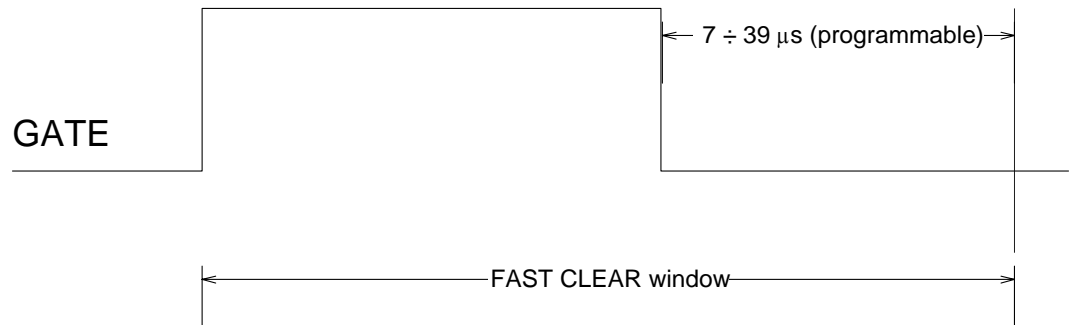 7 ÷ 39 μs (programmable)
GATE
FAST CLEAR window